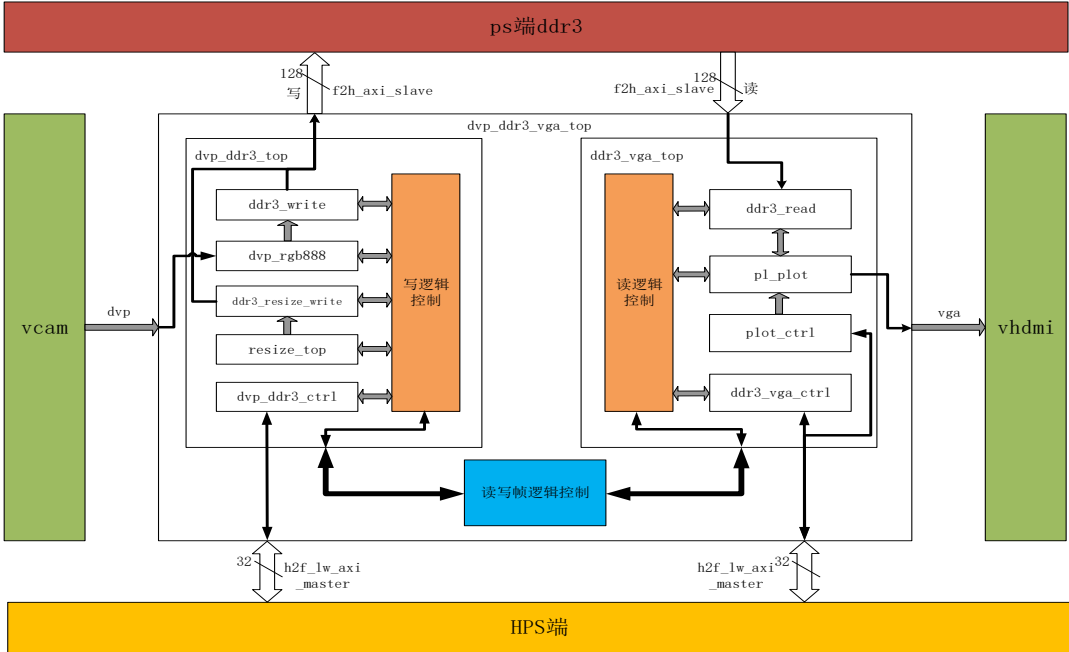 ps端ddr3
128
写
f2h_axi_slave
128
f2h_axi_slave
读
dvp_ddr3_vga_top
dvp_ddr3_top
ddr3_write
dvp_rgb888
ddr3_resize_write
resize_top
dvp_ddr3_ctrl
写逻辑
控制
ddr3_vga_top
读逻辑
控制
ddr3_read
pl_plot
plot_ctrl
ddr3_vga_ctrl
vcam
dvp
vga
vhdmi
读写帧逻辑控制
32
h2f_lw_axi
_master
h2f_lw_axi
_master
32
HPS端